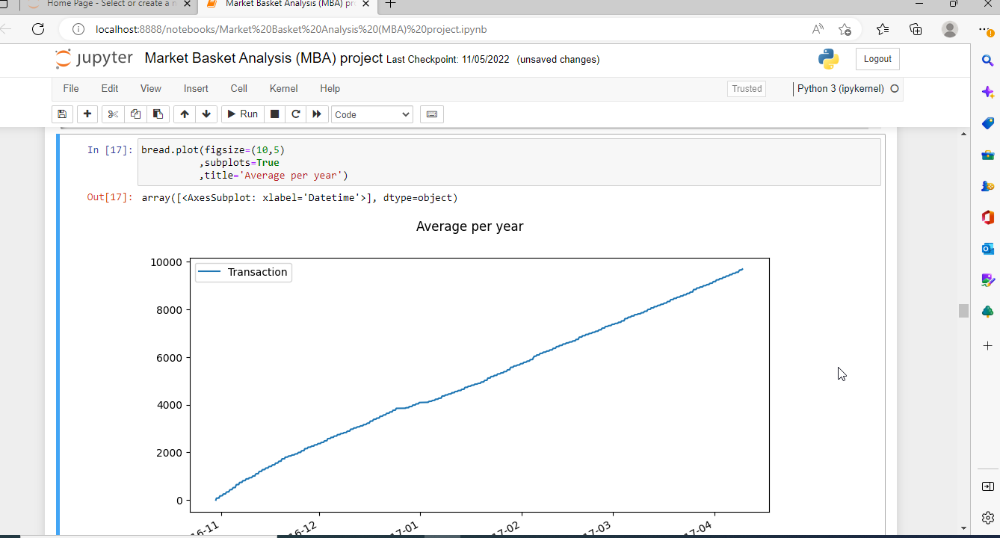 Home Page - Select or create a n
Market Basket Analysis (MBA) pr
localhost:8888/notebooks/Market%20Basket%20Analysis%20(MBA)%20project.ipynb
jupyter Market Basket Analysis (MBA) project Last Checkpoint: 11/05/2022 (unsaved changes)
Logout
File Edit View Insert Cell Kernel Help
Trusted
Python 3 (ipykernel)
Run
Code
In [17]: bread.plot(figsize=(10,5)
,subplots=True
,title='Average per year')
Out[17]: array([<AxesSubplot: xlabel='Datetime'>], dtype=object)
Average per year
Transaction
10000
8000
6000
4000
2000
0
6-11
6-12
17-01
17-02
17-03
17-04